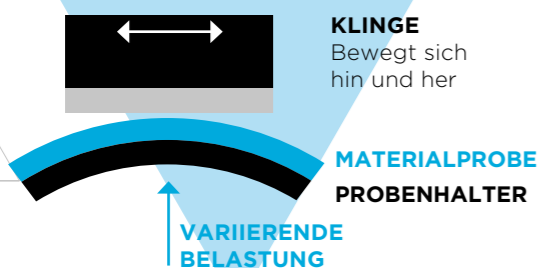 KLINGE
Bewegt sich
hin und her
MATERIALPROBE
PROBENHALTER
VARIIERENDE
BELASTUNG